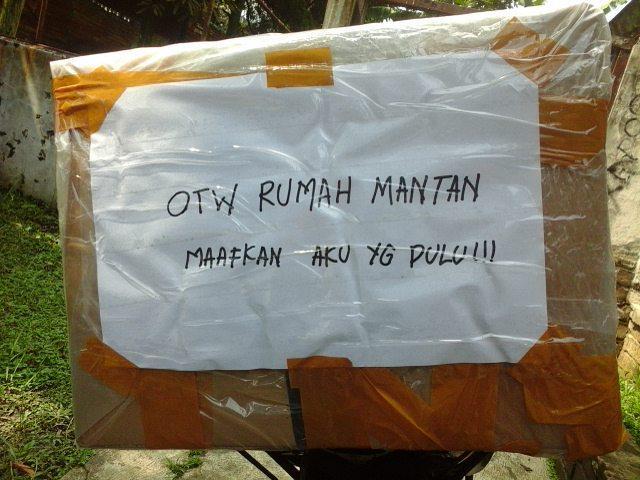 OTW RUMAH MANTAN
MAAFKAN AKU YG DULU!!!